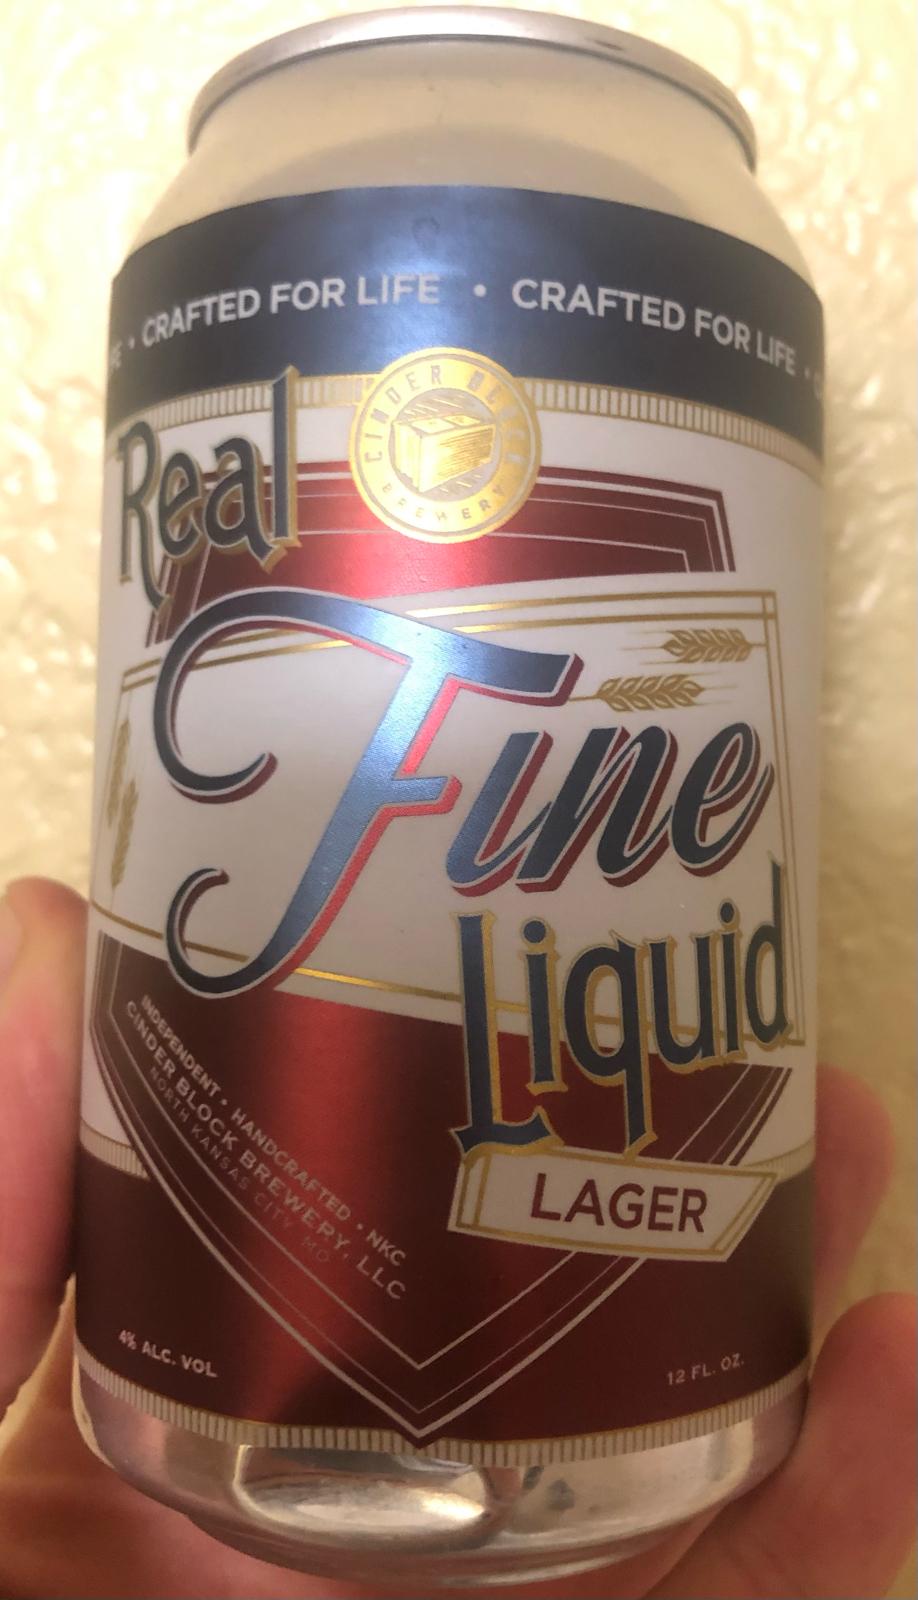 CRAFTED FOR LIFE • CRAFTED FOR LIFE •
CINDER BLOCK
BREWERY
Real
Fine
Liquid
LAGER
INDEPENDENT • HANDCRAFTED • NKC
CINDER BLOCK BREWERY, LLC
NORTH KANSAS CITY MO
4% ALC. VOL
12 FL. OZ.